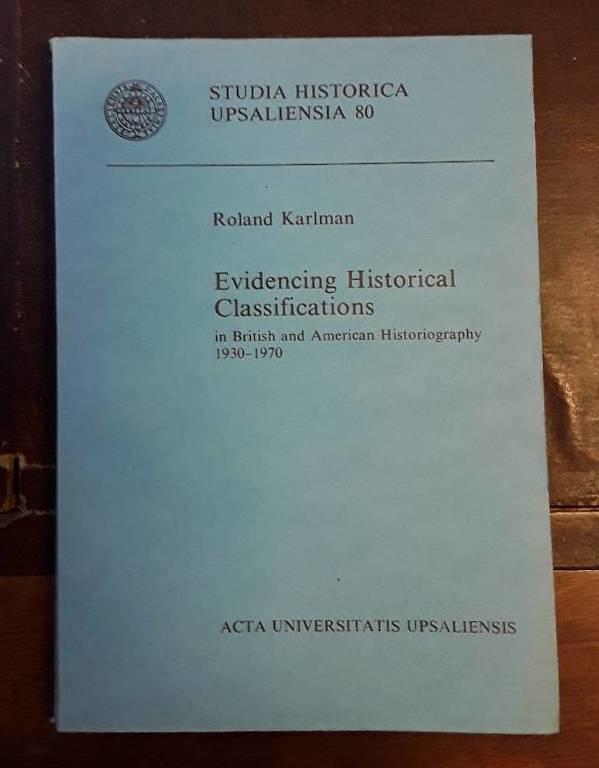 STUDIA HISTORICA
UPSALIENSIA 80
Roland Karlman
Evidencing Historical
Classifications
in British and American Historiography
1930–1970
ACTA UNIVERSITATIS UPSALIENSIS